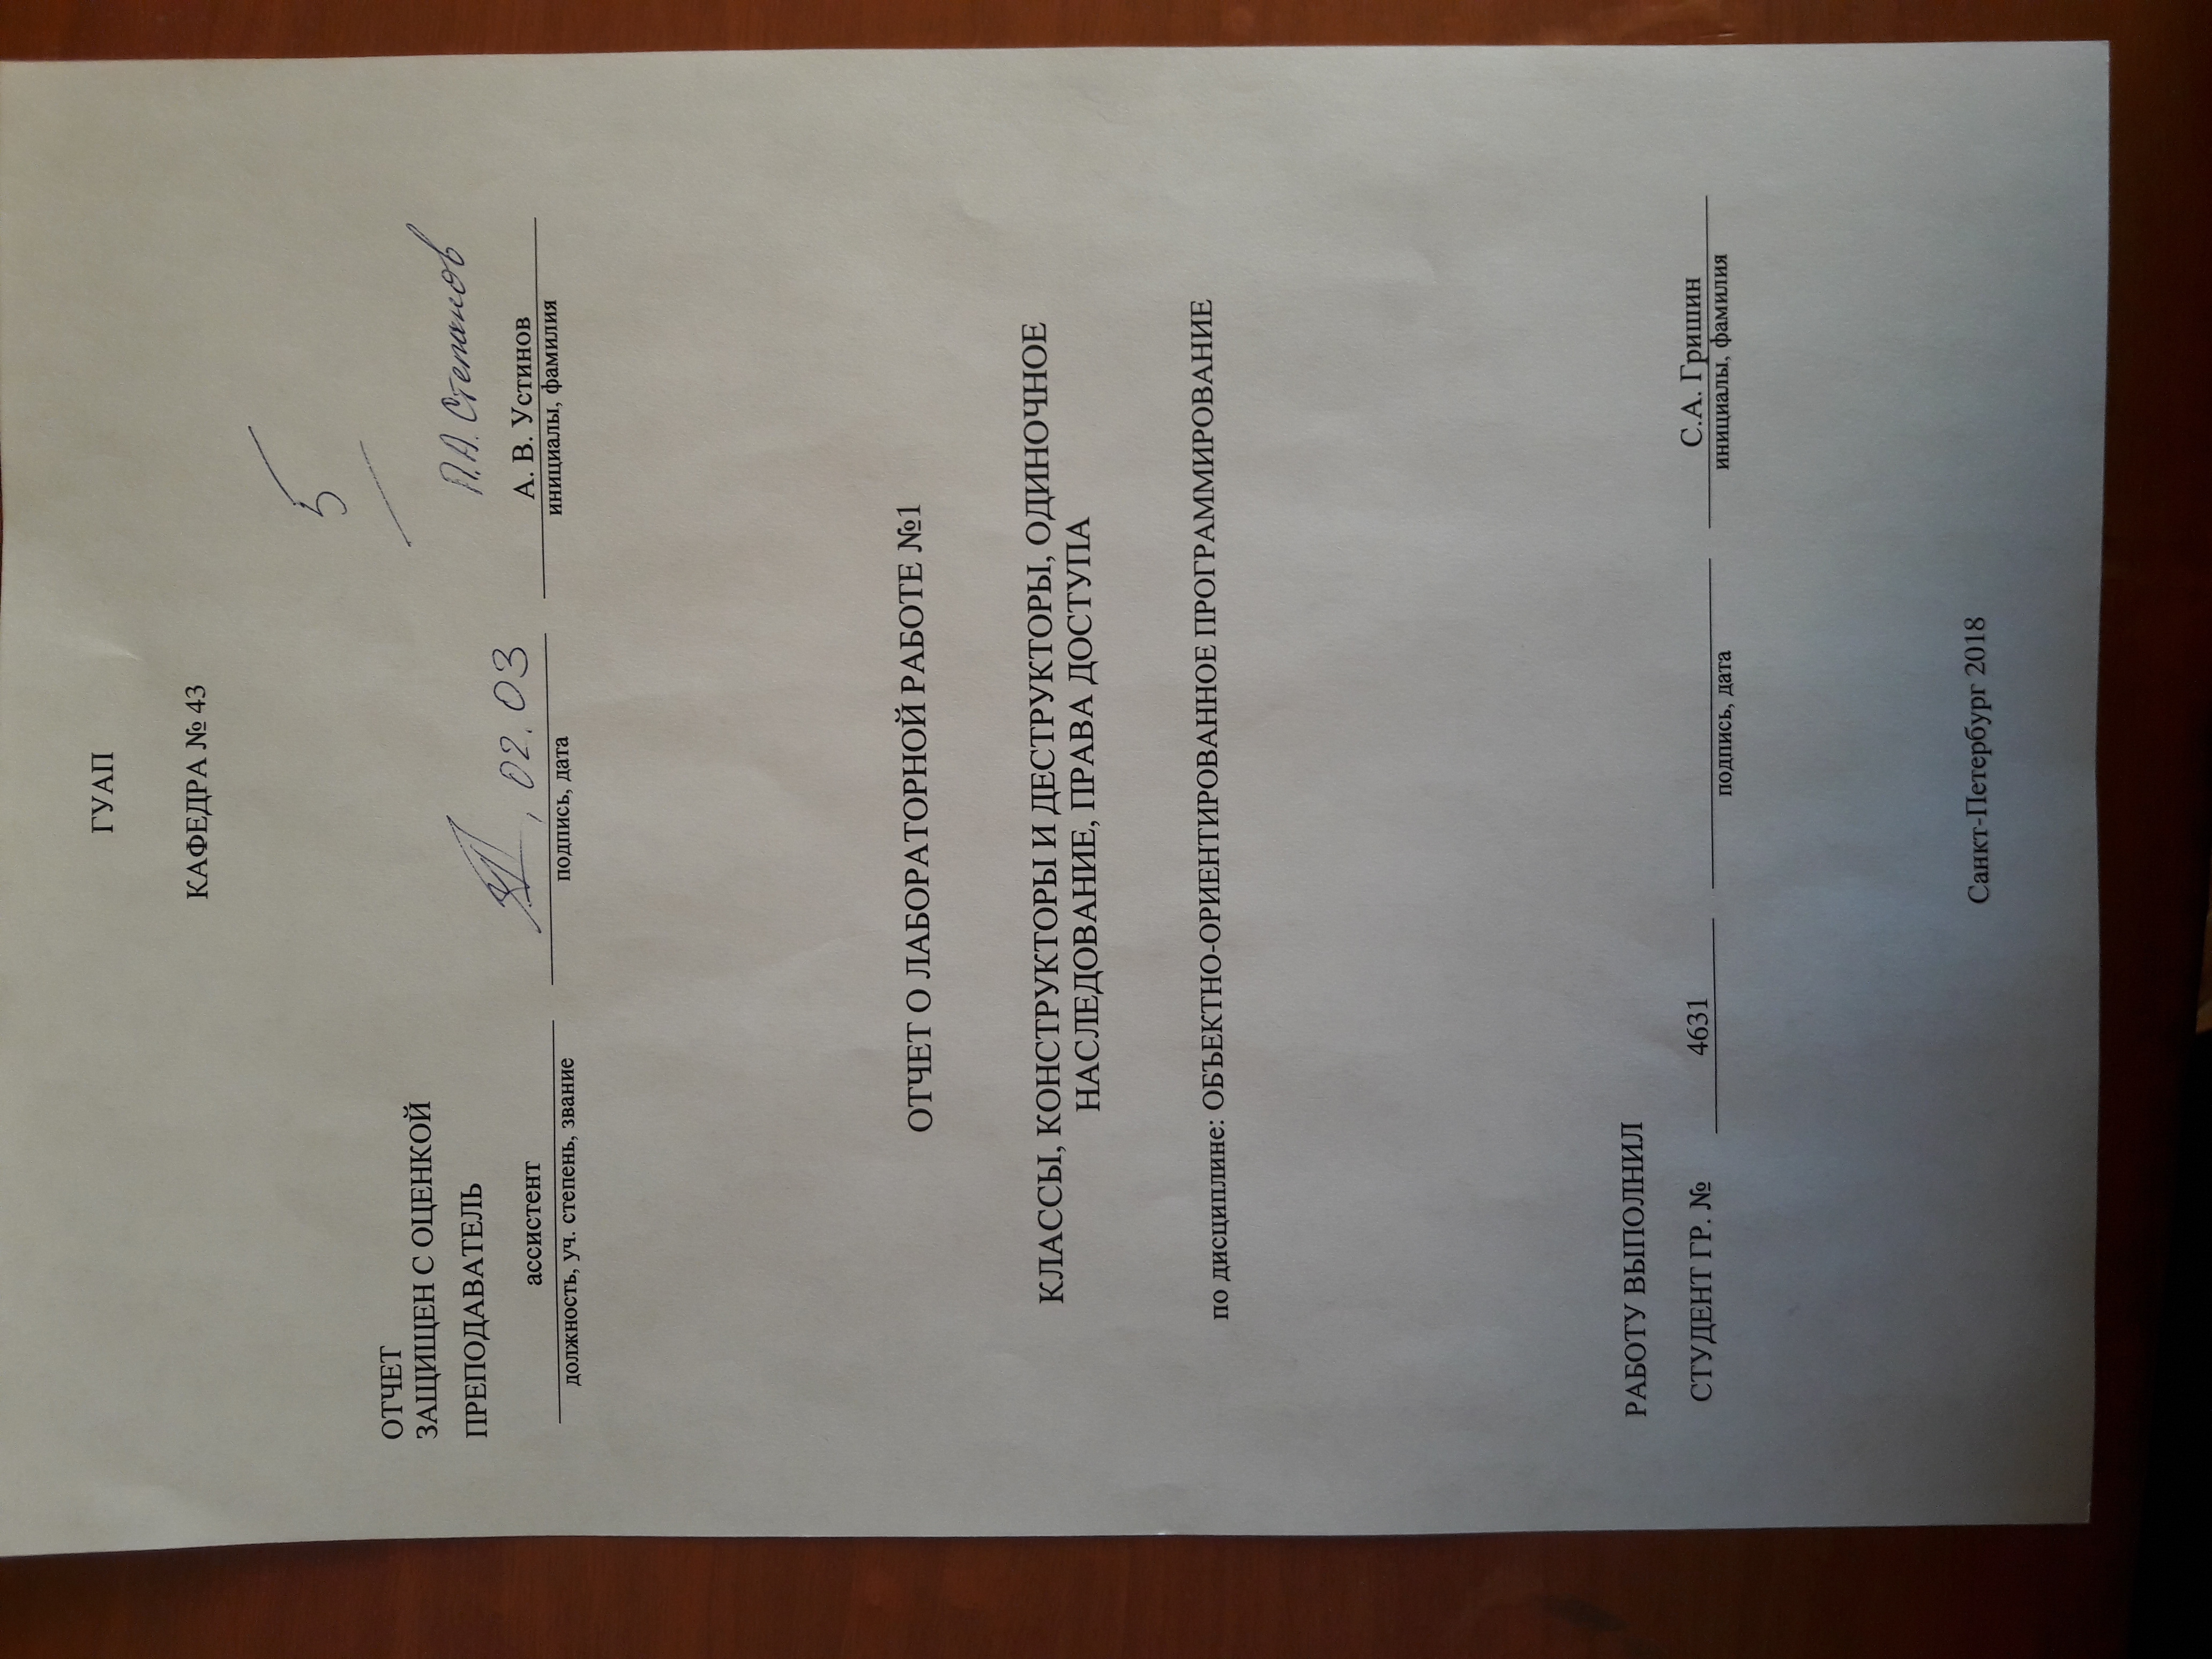 ГУАП
КАФЕДРА № 43
5
ОТЧЕТ
ЗАЩИЩЕН С ОЦЕНКОЙ
ПРЕПОДАВАТЕЛЬ
П.А. Степанов
ассистент , 02.03 А. В. Устинов
должность, уч. степень, звание подпись, дата инициалы, фамилия
ОТЧЕТ О ЛАБОРАТОРНОЙ РАБОТЕ №1
КЛАССЫ, КОНСТРУКТОРЫ И ДЕСТРУКТОРЫ, ОДИНОЧНОЕ
НАСЛЕДОВАНИЕ, ПРАВА ДОСТУПА
по дисциплине: ОБЪЕКТНО-ОРИЕНТИРОВАННОЕ ПРОГРАММИРОВАНИЕ
РАБОТУ ВЫПОЛНИЛ
СТУДЕНТ ГР. № 4631 С.А. Гришин
подпись, дата инициалы, фамилия
Санкт-Петербург 2018